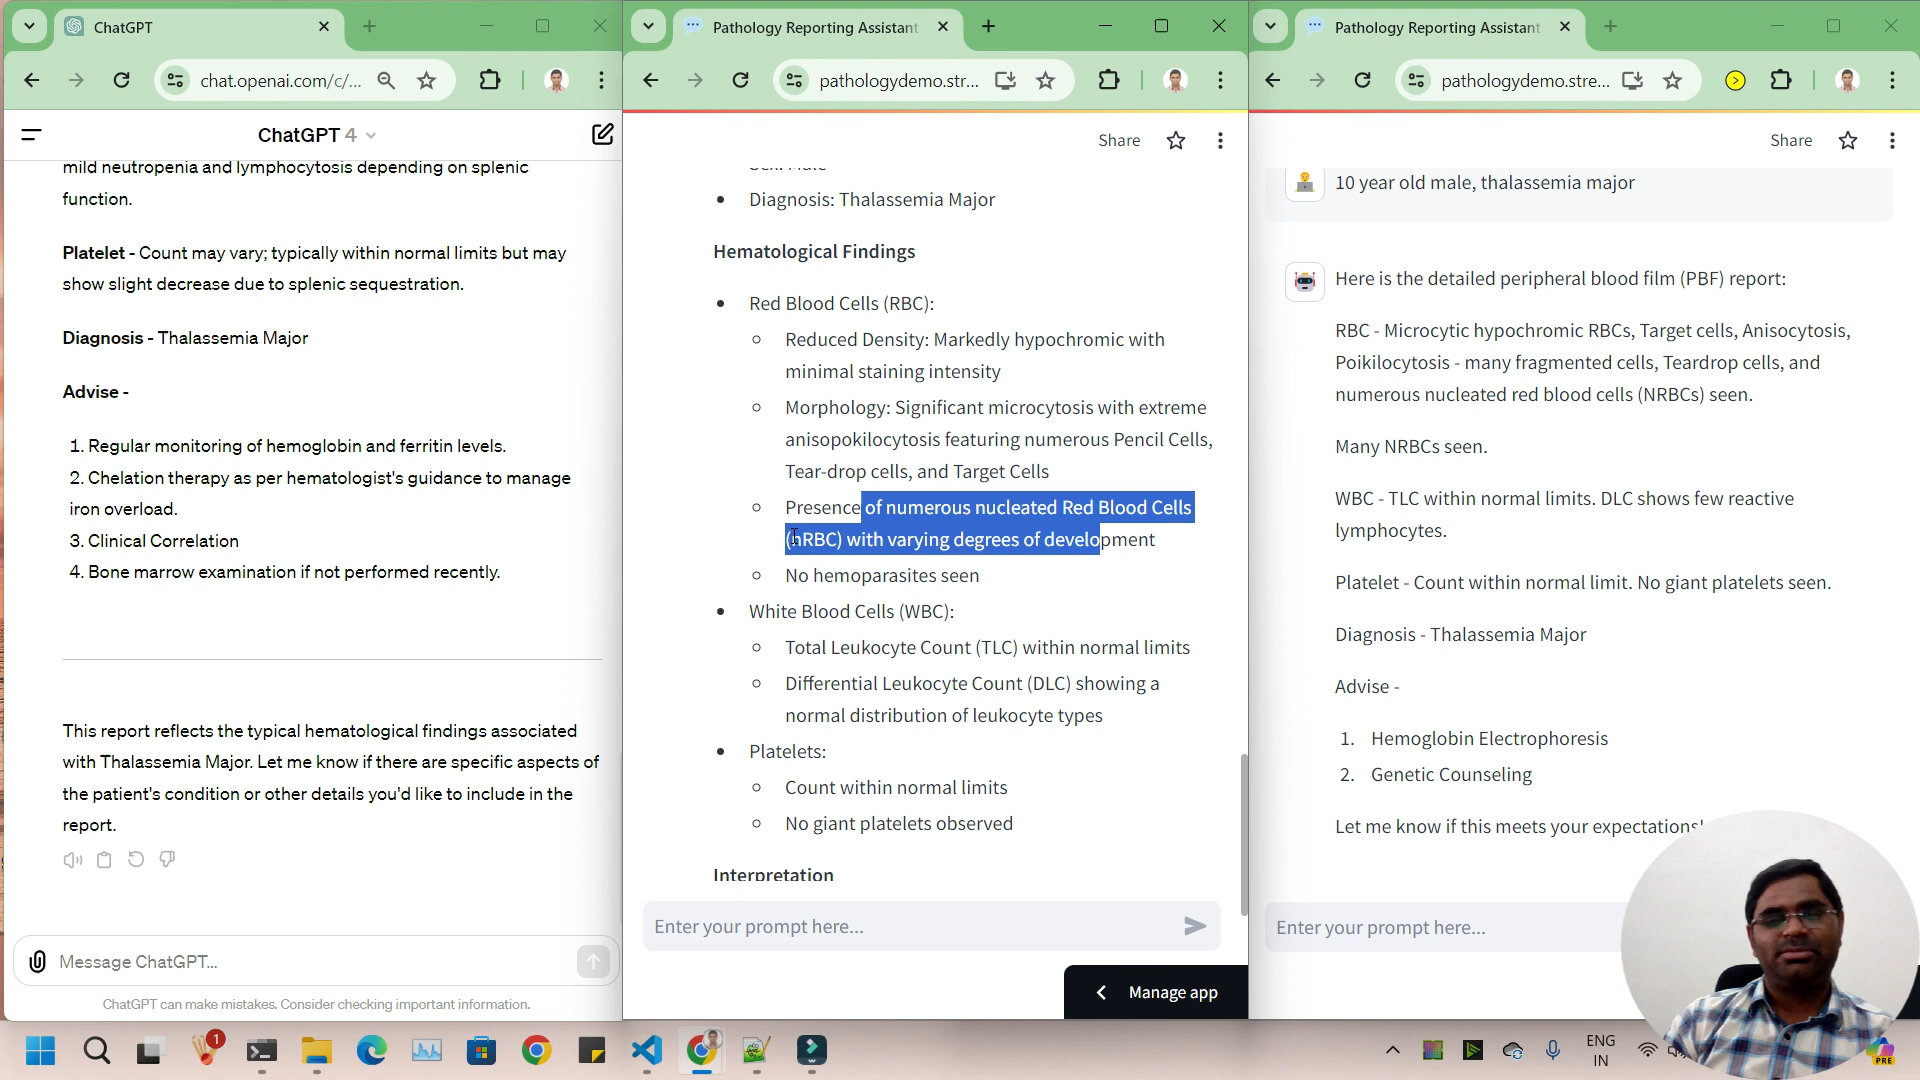 ChatGPT
chat.openai.com/c/...
ChatGPT 4
mild neutropenia and lymphocytosis depending on splenic
function.
Platelet - Count may vary; typically within normal limits but may
show slight decrease due to splenic sequestration.
Diagnosis - Thalassemia Major
Advise -
1. Regular monitoring of hemoglobin and ferritin levels.
2. Chelation therapy as per hematologist's guidance to manage
iron overload.
3. Clinical Correlation
4. Bone marrow examination if not performed recently.
This report reflects the typical hematological findings associated
with Thalassemia Major. Let me know if there are specific aspects of
the patient's condition or other details you'd like to include in the
report.
Message ChatGPT...
ChatGPT can make mistakes. Consider checking important information.
Pathology Reporting Assistant
pathologydemo.str...
Share
Sex: Male
• Diagnosis: Thalassemia Major
Hematological Findings
• Red Blood Cells (RBC):
○ Reduced Density: Markedly hypochromic with
minimal staining intensity
○ Morphology: Significant microcytosis with extreme
anisopokilocytosis featuring numerous Pencil Cells,
Tear-drop cells, and Target Cells
○ Presence of numerous nucleated Red Blood Cells
(nRBC) with varying degrees of development
○ No hemoparasites seen
• White Blood Cells (WBC):
○ Total Leukocyte Count (TLC) within normal limits
○ Differential Leukocyte Count (DLC) showing a
normal distribution of leukocyte types
• Platelets:
○ Count within normal limits
○ No giant platelets observed
Interpretation
Enter your prompt here...
Manage app
Pathology Reporting Assistant
pathologydemo.stre...
Share
10 year old male, thalassemia major
Here is the detailed peripheral blood film (PBF) report:
RBC - Microcytic hypochromic RBCs, Target cells, Anisocytosis,
Poikilocytosis - many fragmented cells, Teardrop cells, and
numerous nucleated red blood cells (NRBCs) seen.
Many NRBCs seen.
WBC - TLC within normal limits. DLC shows few reactive
lymphocytes.
Platelet - Count within normal limit. No giant platelets seen.
Diagnosis - Thalassemia Major
Advise -
1. Hemoglobin Electrophoresis
2. Genetic Counseling
Let me know if this meets your expectations!
Enter your prompt here...
1
ENG
IN
PRE